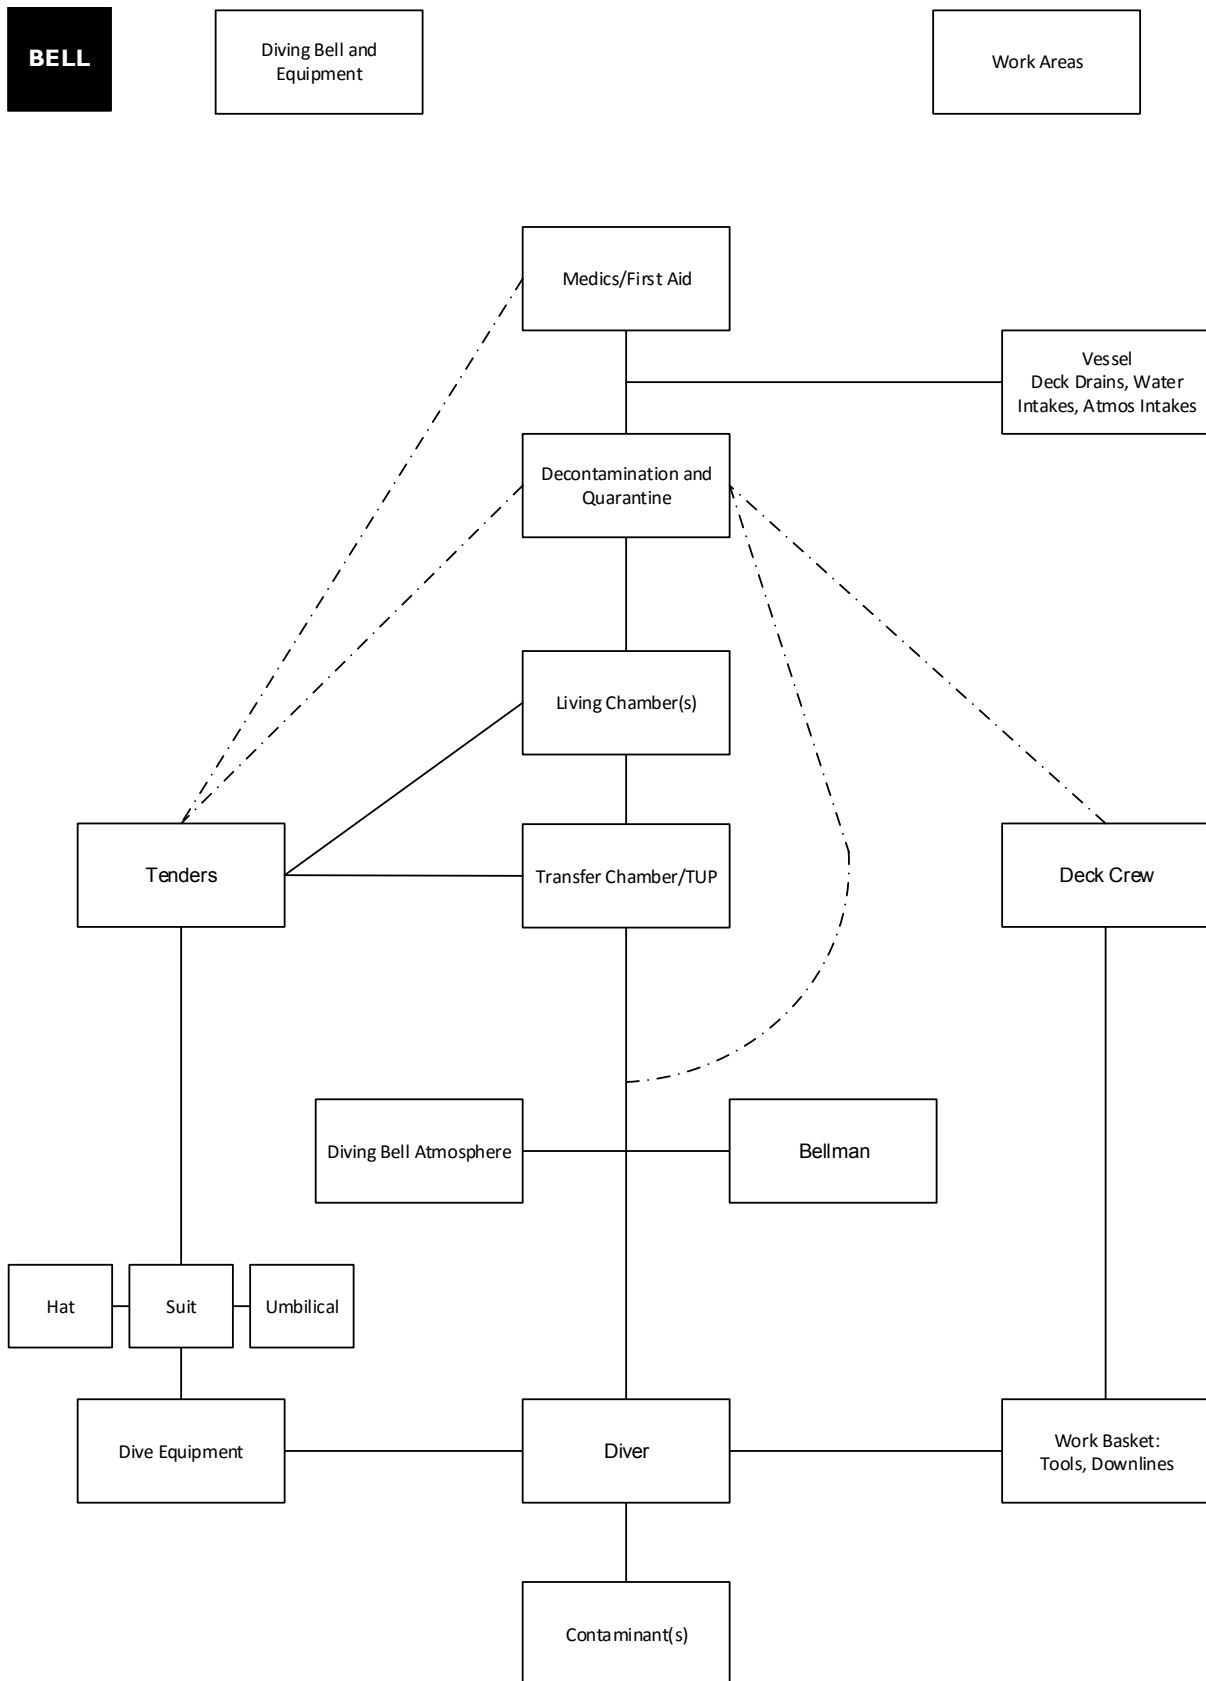 BELL
Diving Bell and
Equipment
Work Areas
Medics/First Aid
Vessel
Deck Drains, Water
Intakes, Atmos Intakes
Decontamination and
Quarantine
Living Chamber(s)
Tenders
Transfer Chamber/TUP
Deck Crew
Diving Bell Atmosphere
Bellman
Hat
Suit
Umbilical
Dive Equipment
Diver
Work Basket:
Tools, Downlines
Contaminant(s)